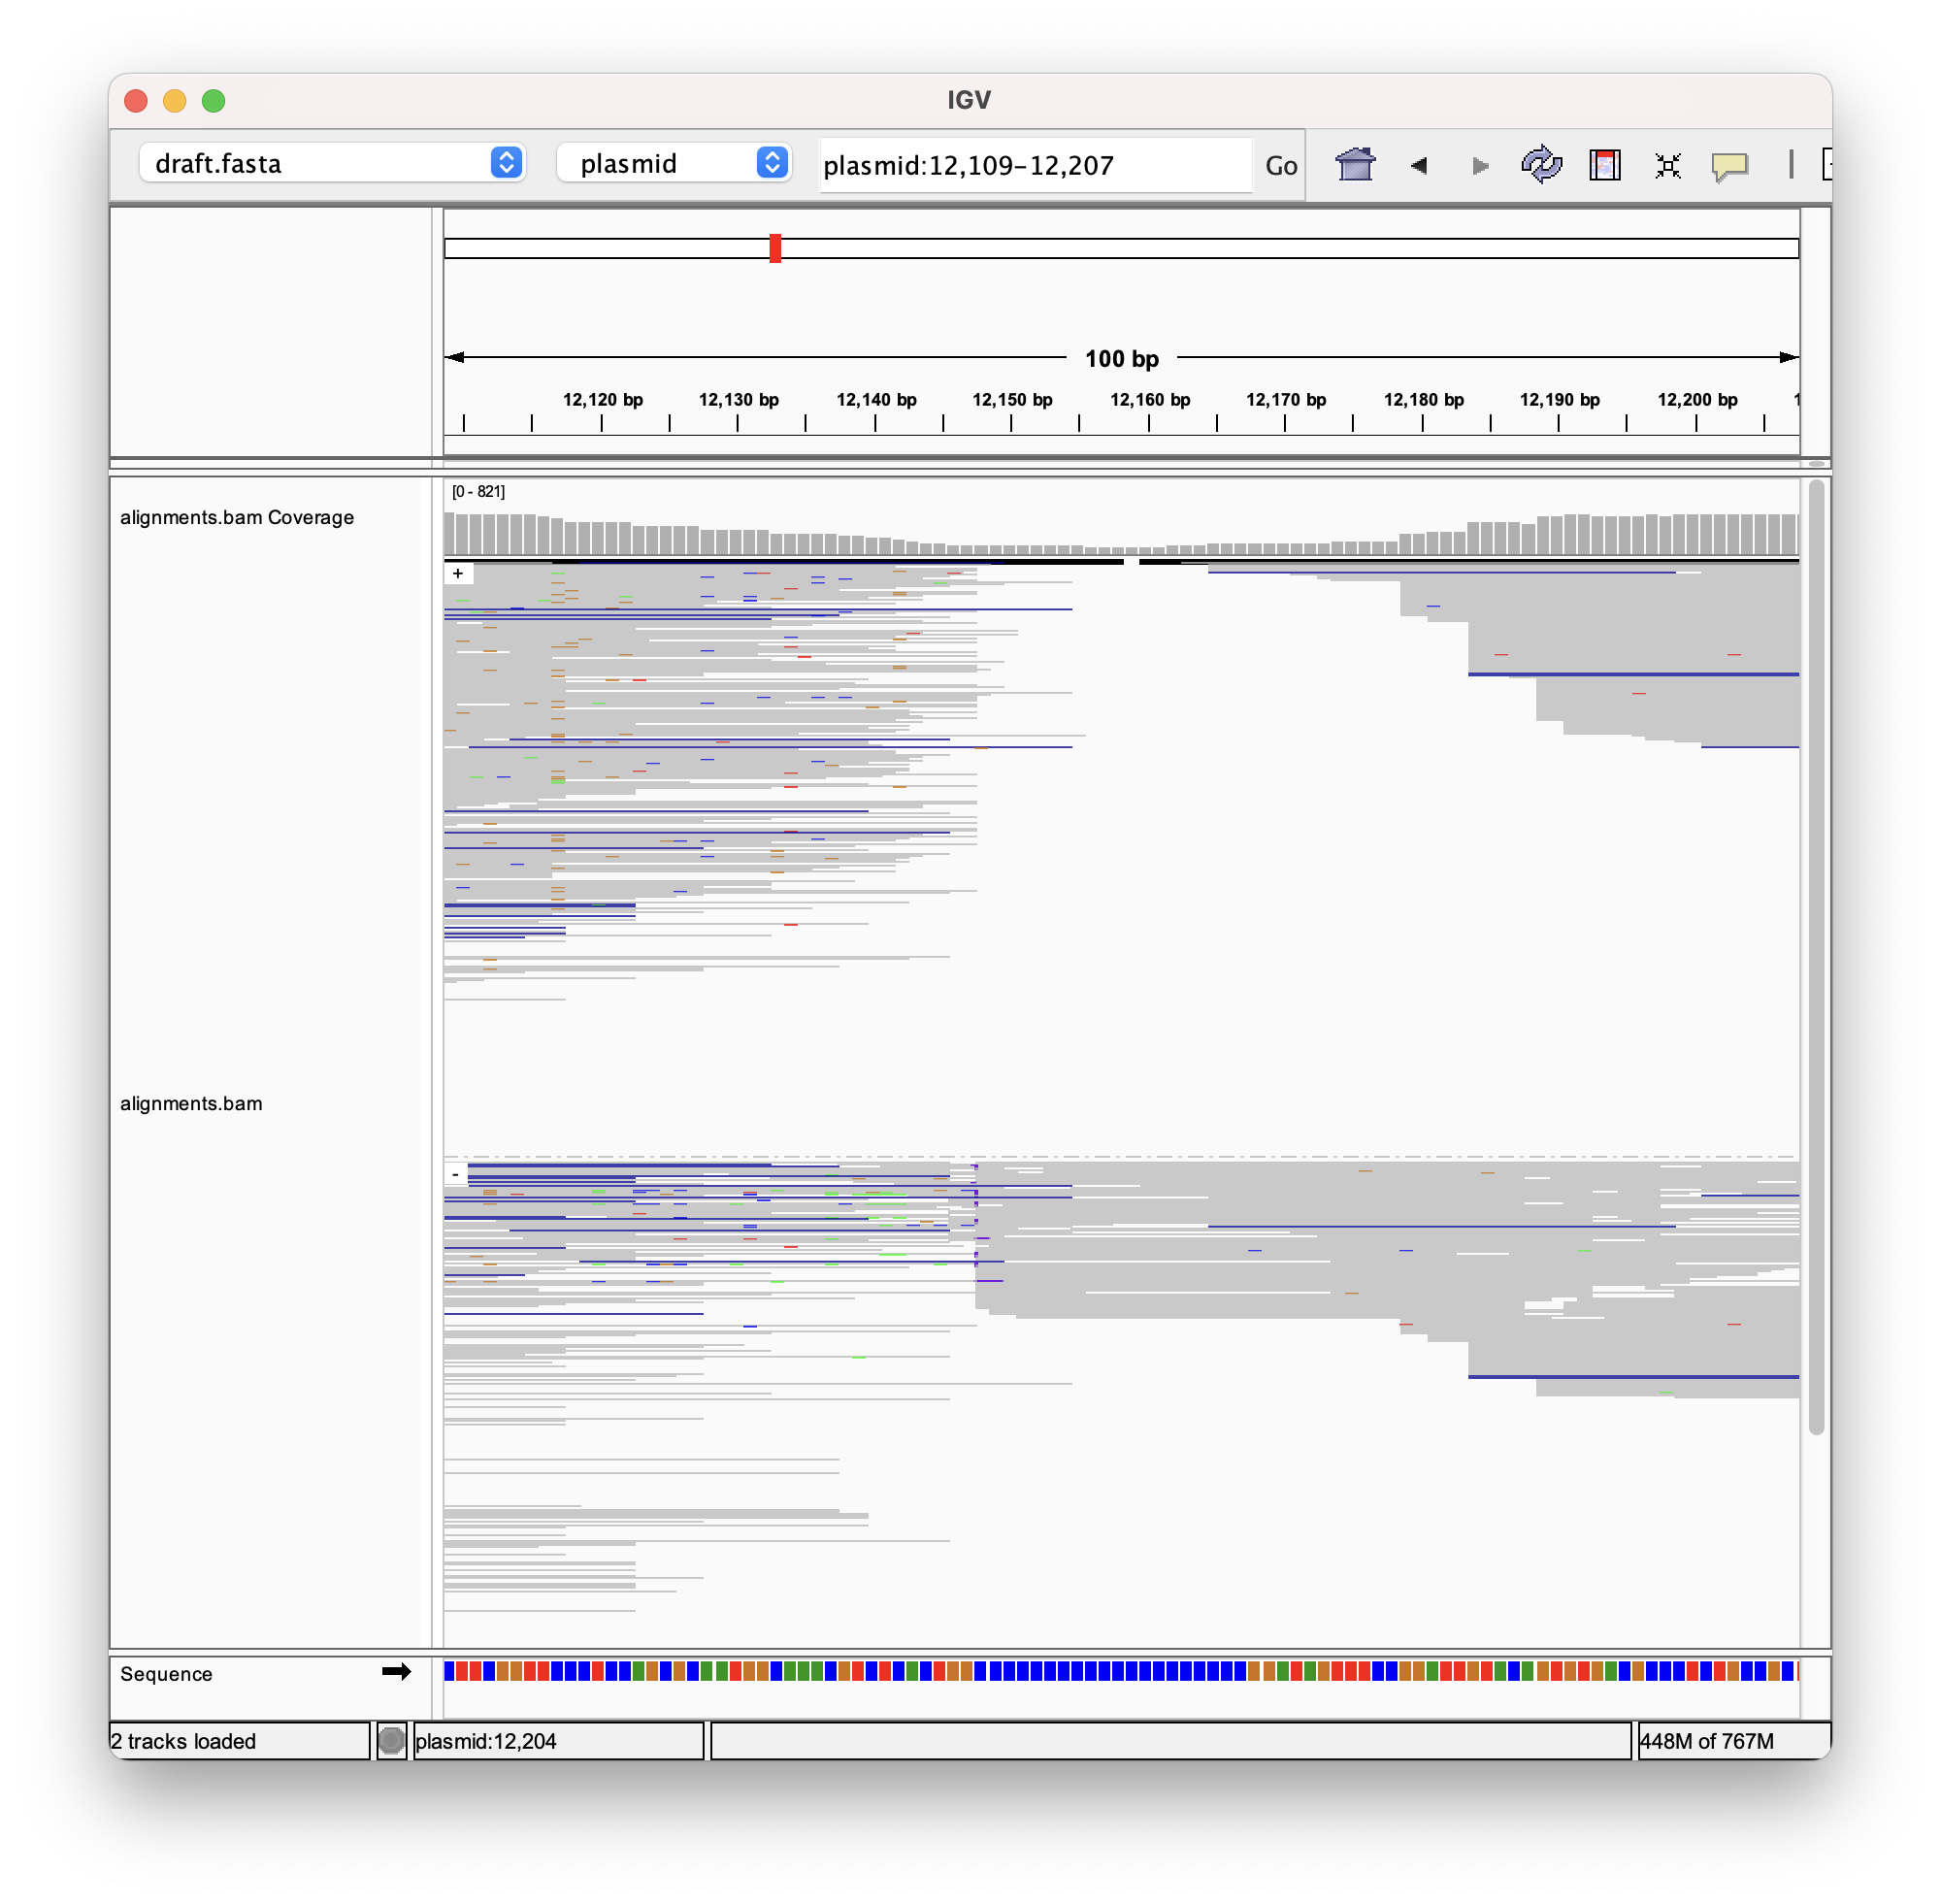 IGV
draft.fasta plasmid plasmid:12,109-12,207 Go
100 bp
12,120 bp 12,130 bp 12,140 bp 12,150 bp 12,160 bp 12,170 bp 12,180 bp 12,190 bp 12,200 bp 1
[0 - 821]
alignments.bam Coverage
+
alignments.bam
-
Sequence
2 tracks loaded plasmid:12,204 448M of 767M